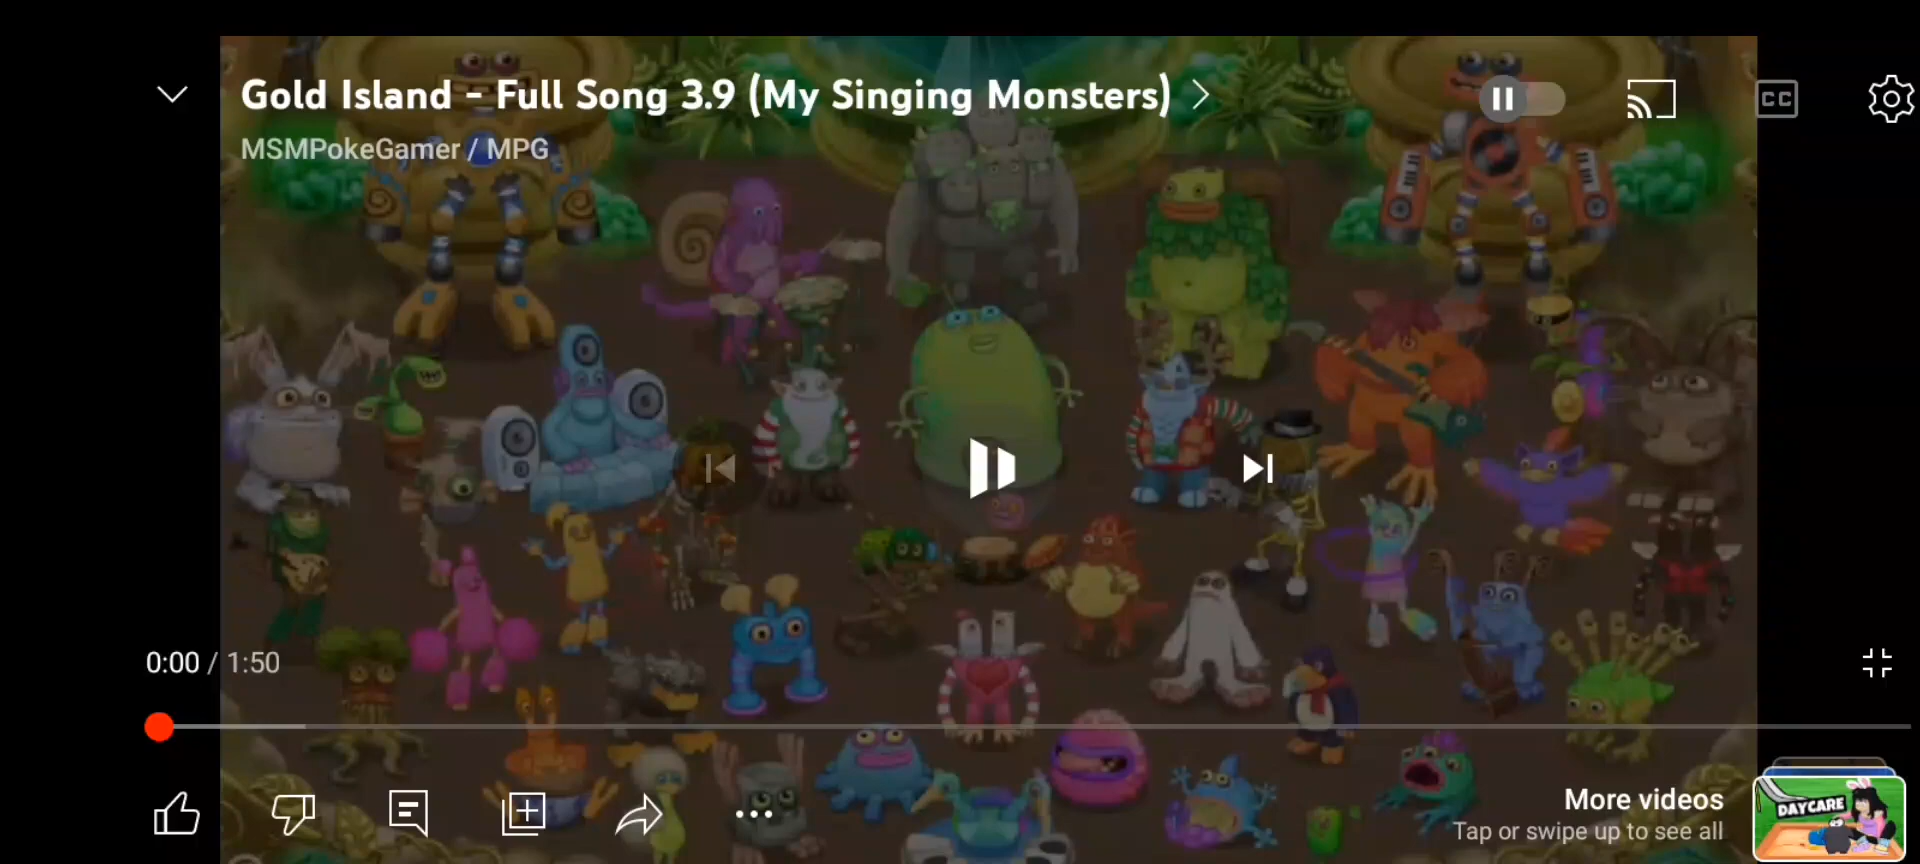 Gold Island - Full Song 3.9 (My Singing Monsters)
MSMPokeGamer / MPG
CC
0:00 / 1:50
More videos
Tap or swipe up to see all
DAYCARE